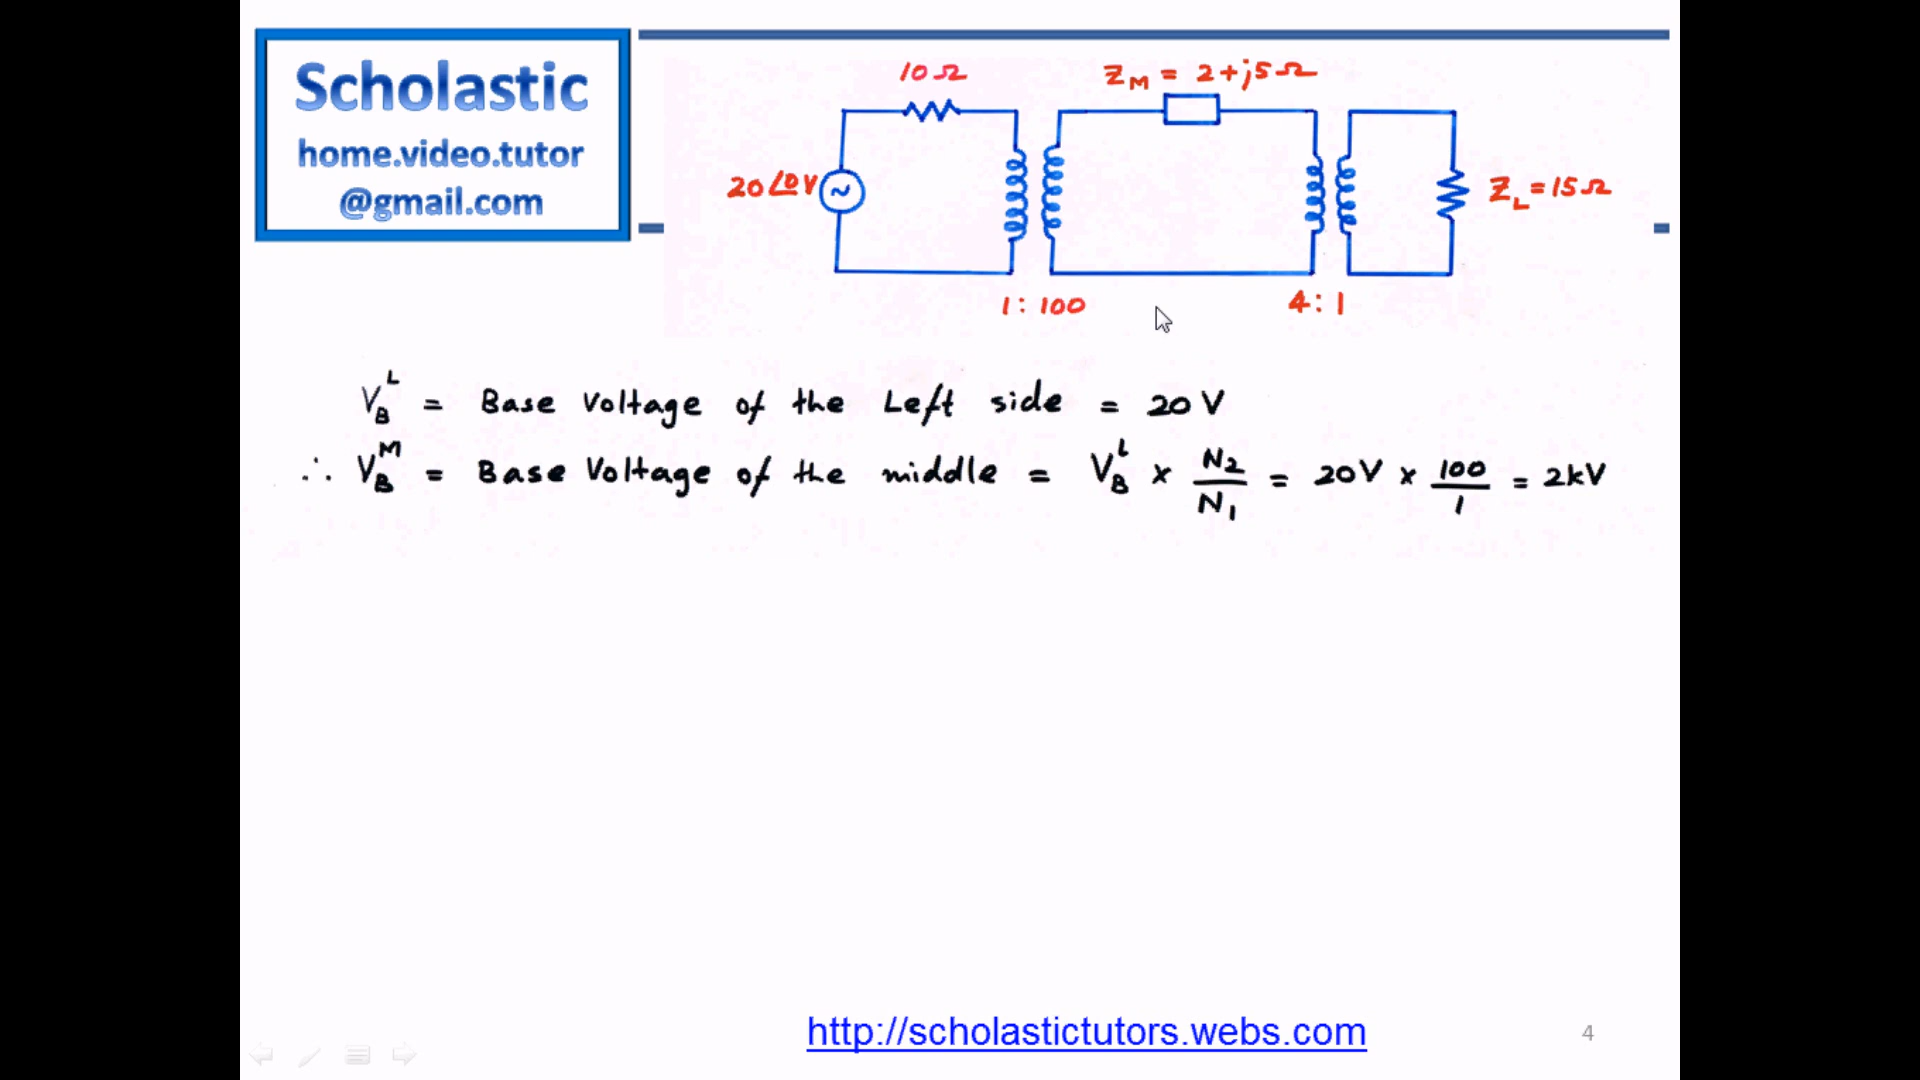 Scholastic
home.video.tutor
@gmail.com
10Ω
Z_M = 2+j5Ω
20∠0 V
~
Z_L = 15Ω
1 : 100
4 : 1
V_B^L = Base Voltage of the Left side = 20 V
∴ V_B^M = Base Voltage of the middle = V_B^L × N2/N1 = 20V × 100/1 = 2kV
http://scholastictutors.webs.com
4